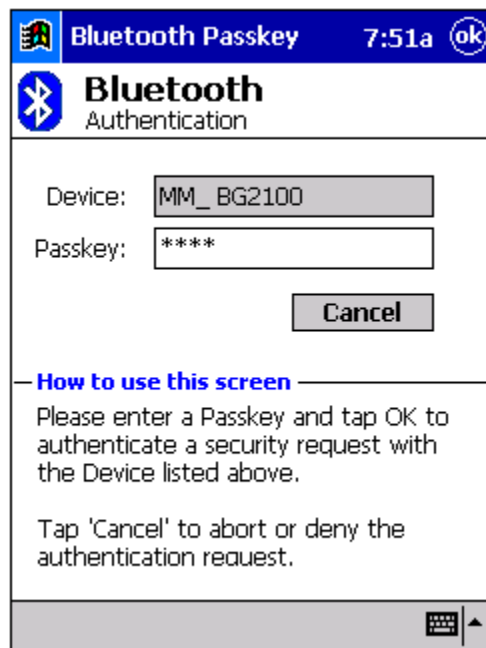 Bluetooth Passkey 7:51a ok
Bluetooth
Authentication
Device: MM_ BG2100
Passkey: ****
Cancel
How to use this screen
Please enter a Passkey and tap OK to
authenticate a security request with
the Device listed above.
Tap 'Cancel' to abort or deny the
authentication request.